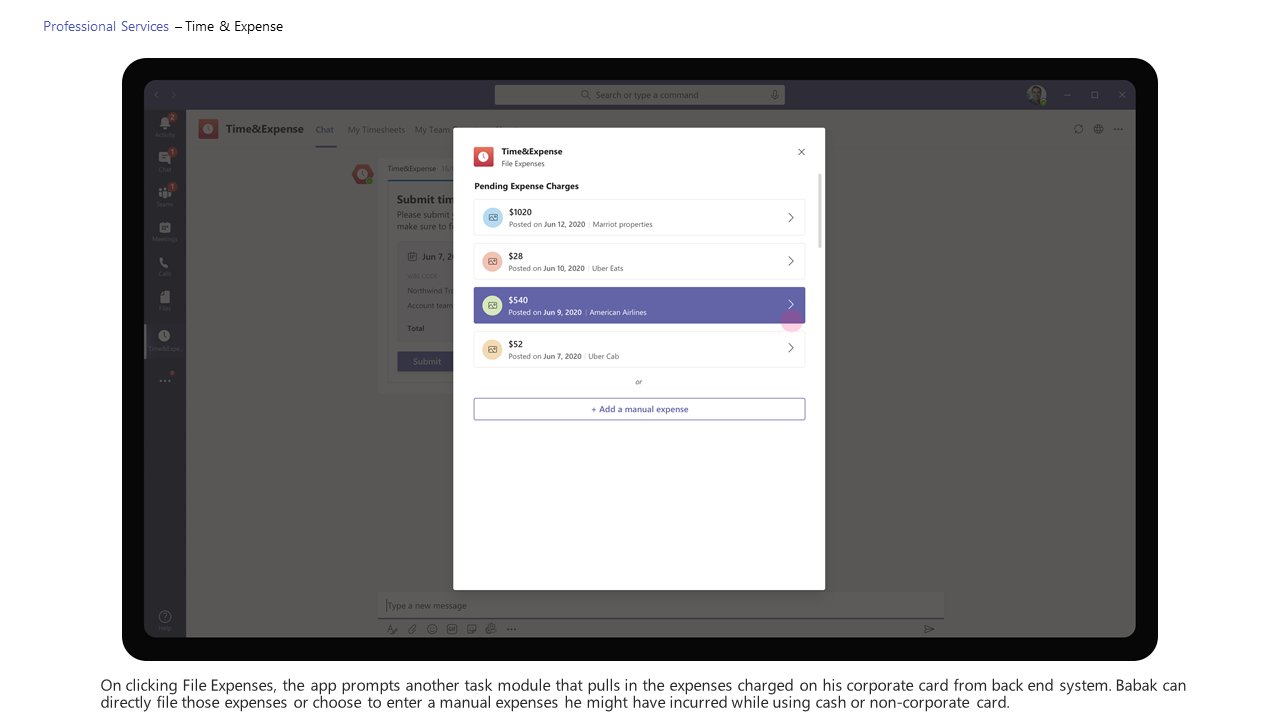 Professional Services – Time & Expense
Search or type a command
2
Activity
Time&Expense
Chat
My Timesheets
My Team
1
Chat
1
Teams
Meetings
Calls
Files
Help
Time&Expense
Submit
Please submit
make sure to
Jun 7,
Account team
Total
Submit
Time&Expense
File Expenses
Pending Expense Charges
$1020
Posted on Jun 12, 2020 | Marriot properties
$28
Posted on Jun 10, 2020 | Uber Eats
$540
Posted on Jun 9, 2020 | American Airlines
$52
Posted on Jun 7, 2020 | Uber Cab
or
+ Add a manual expense
Type a new message
On clicking File Expenses, the app prompts another task module that pulls in the expenses charged on his corporate card from back end system. Babak can
directly file those expenses or choose to enter a manual expenses he might have incurred while using cash or non-corporate card.